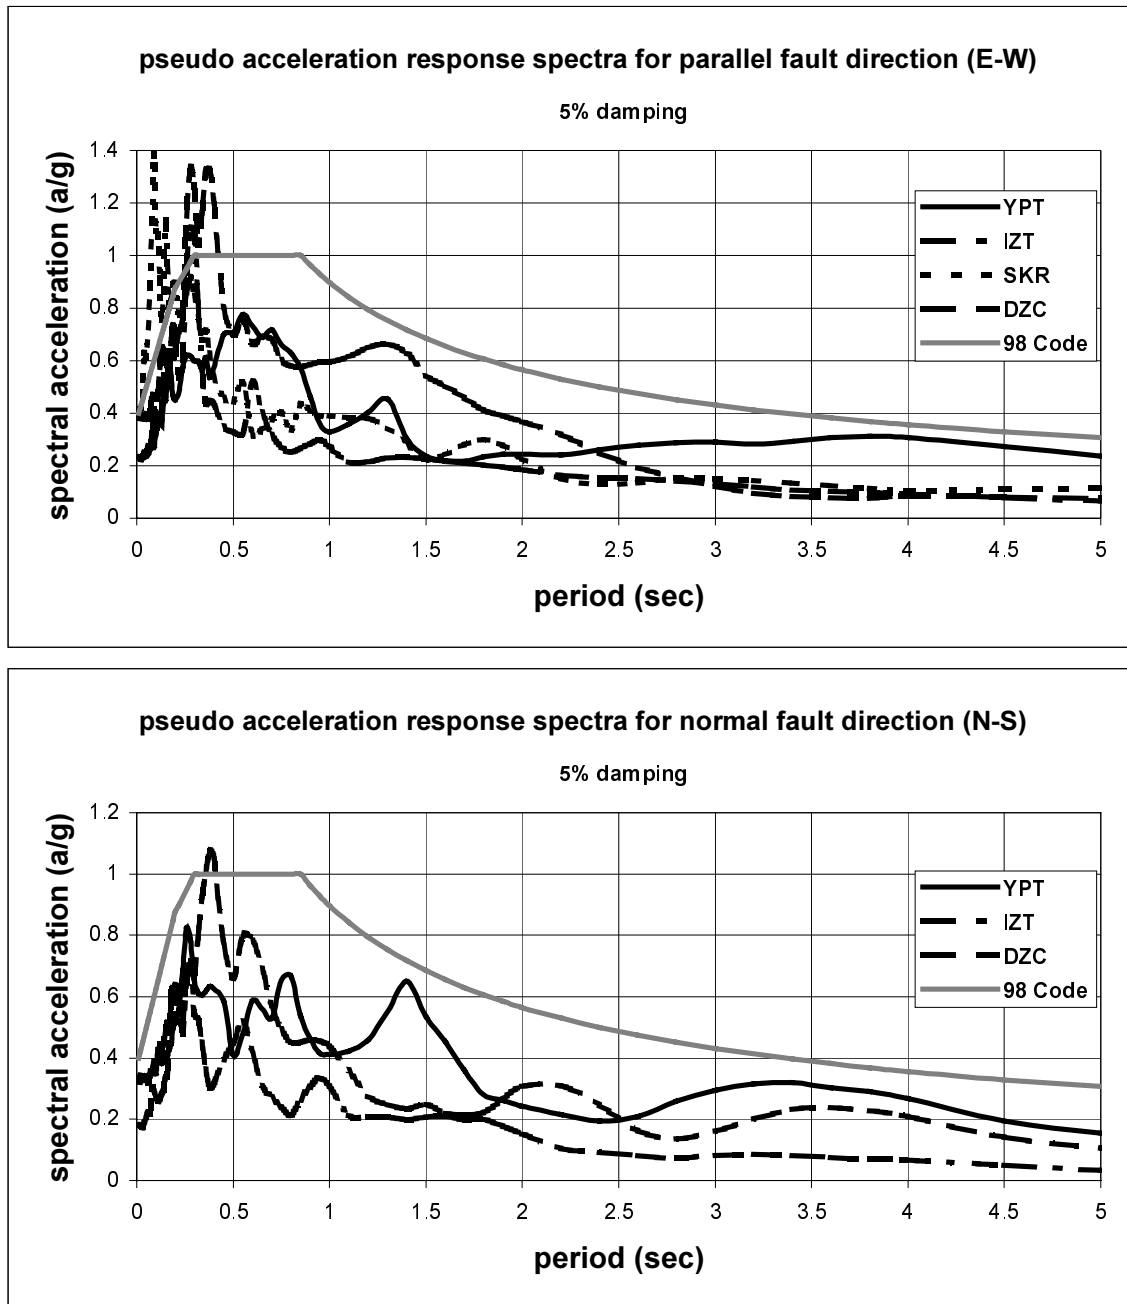 pseudo acceleration response spectra for parallel fault direction (E-W)
5% damping
spectral acceleration (a/g)
1.4
1.2
1
0.8
0.6
0.4
0.2
0
YPT
IZT
SKR
DZC
98 Code
0 0.5 1 1.5 2 2.5 3 3.5 4 4.5 5
period (sec)
pseudo acceleration response spectra for normal fault direction (N-S)
5% damping
spectral acceleration (a/g)
1.2
1
0.8
0.6
0.4
0.2
0
YPT
IZT
DZC
98 Code
0 0.5 1 1.5 2 2.5 3 3.5 4 4.5 5
period (sec)